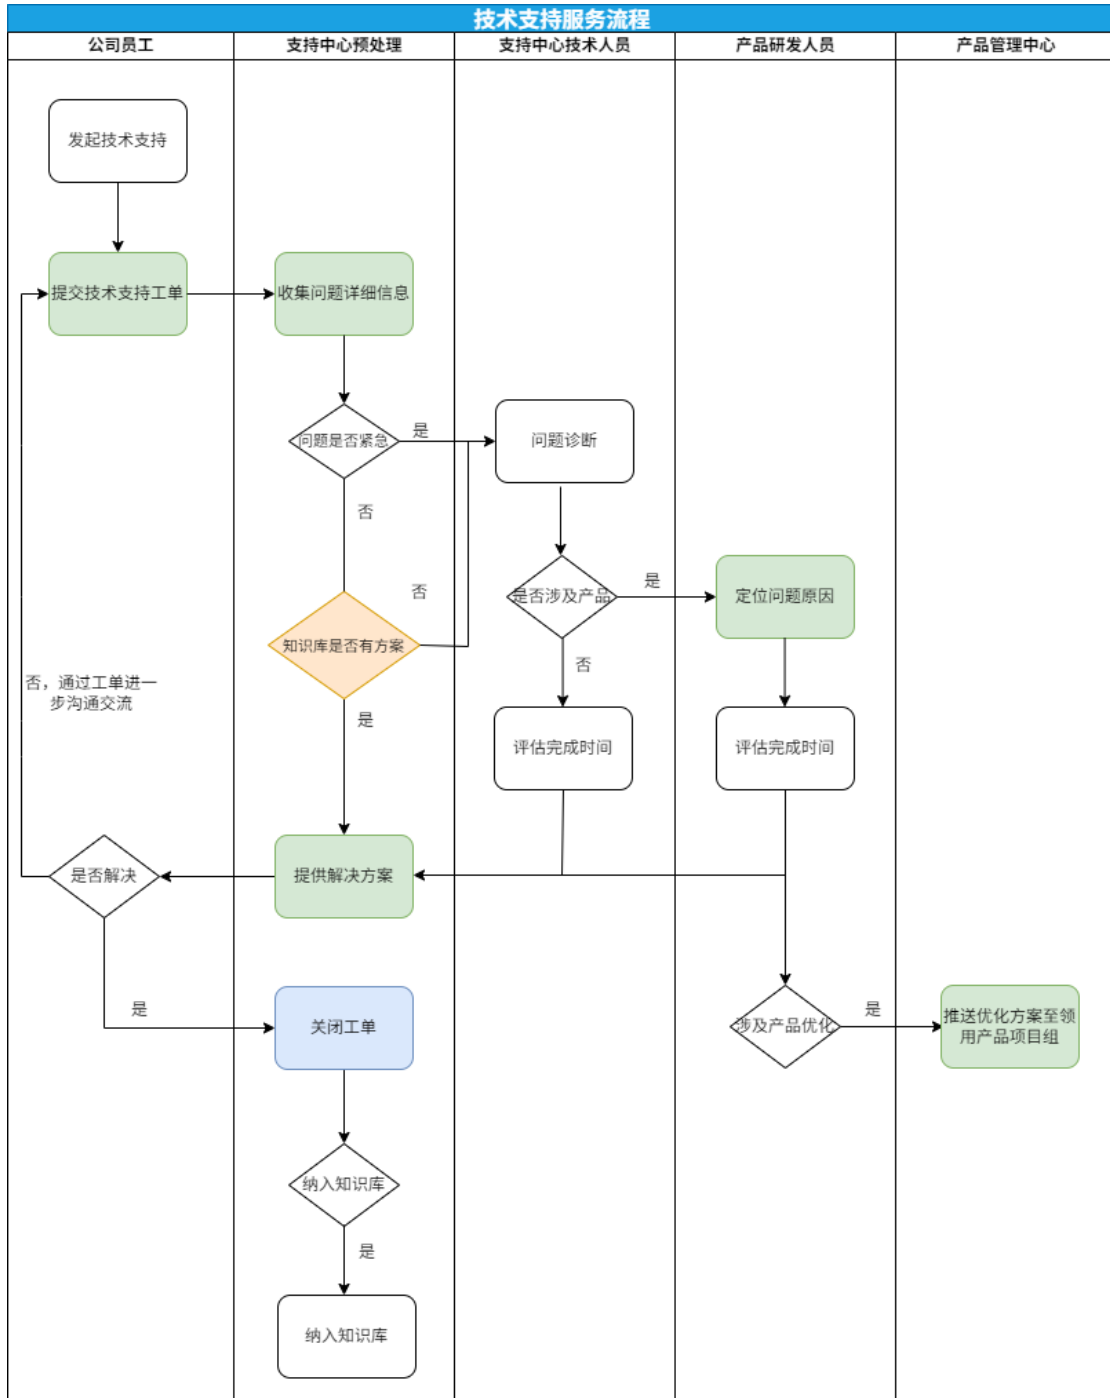 技术支持服务流程
公司员工
支持中心预处理
支持中心技术人员
产品研发人员
产品管理中心
发起技术支持
提交技术支持工单
收集问题详细信息
问题是否紧急
是
问题诊断
否
否
是否涉及产品
是
定位问题原因
知识库是否有方案
否
否，通过工单进一
步沟通交流
是
评估完成时间
评估完成时间
是否解决
提供解决方案
是
关闭工单
涉及产品优化
是
推送优化方案至领
用产品项目组
纳入知识库
是
纳入知识库